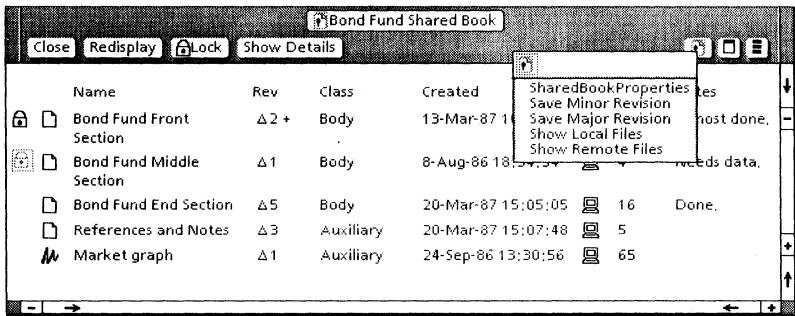 Bond Fund Shared Book
Close Redisplay Lock Show Details
SharedBookProperties
Save Minor Revision
Save Major Revision
Show Local Files
Show Remote Files
Name Rev Class Created
Bond Fund Front Section Δ2 + Body 13-Mar-87 done.
Bond Fund Middle Section Δ1 Body 8-Aug-86 data.
Bond Fund End Section Δ5 Body 20-Mar-87 15:05:05 16 Done.
References and Notes Δ3 Auxiliary 20-Mar-87 15:07:48 5
Market graph Δ1 Auxiliary 24-Sep-86 13:30:56 65